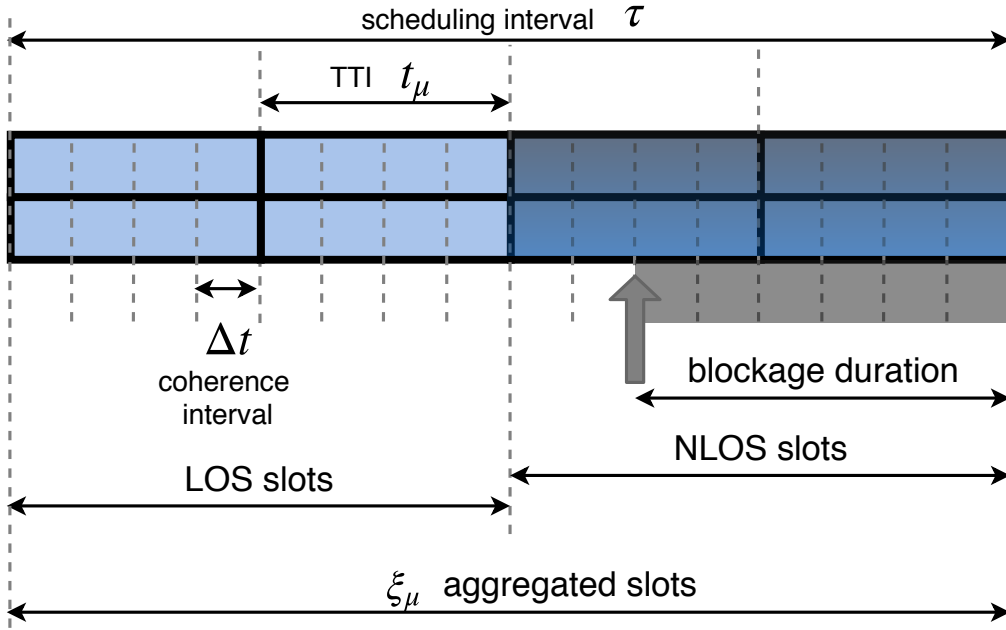 scheduling interval τ
TTI t_μ
Δt
coherence
interval
blockage duration
NLOS slots
LOS slots
ξ_μ aggregated slots